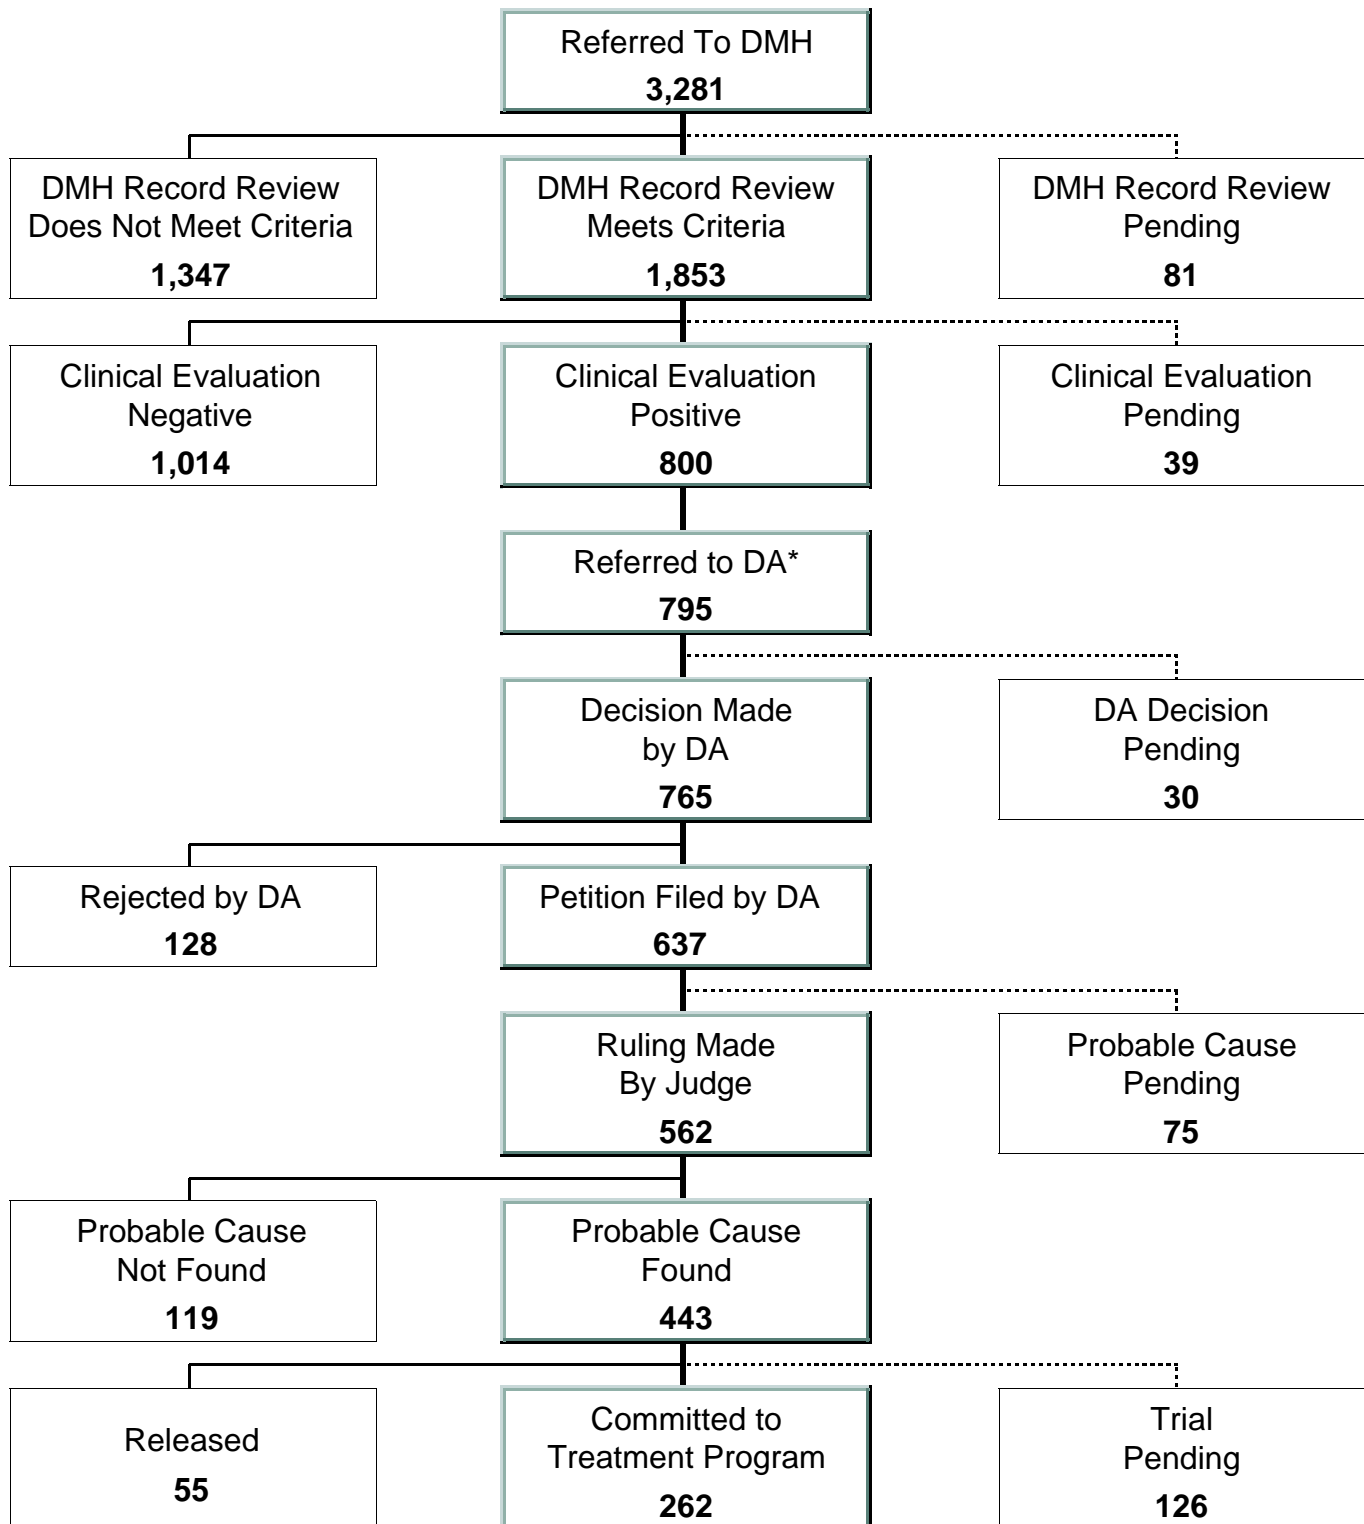 Referred To DMH
3,281
DMH Record Review
Does Not Meet Criteria
1,347
DMH Record Review
Meets Criteria
1,853
DMH Record Review
Pending
81
Clinical Evaluation
Negative
1,014
Clinical Evaluation
Positive
800
Clinical Evaluation
Pending
39
Referred to DA*
795
Decision Made
by DA
765
DA Decision
Pending
30
Rejected by DA
128
Petition Filed by DA
637
Ruling Made
By Judge
562
Probable Cause
Pending
75
Probable Cause
Not Found
119
Probable Cause
Found
443
Released
55
Committed to
Treatment Program
262
Trial
Pending
126